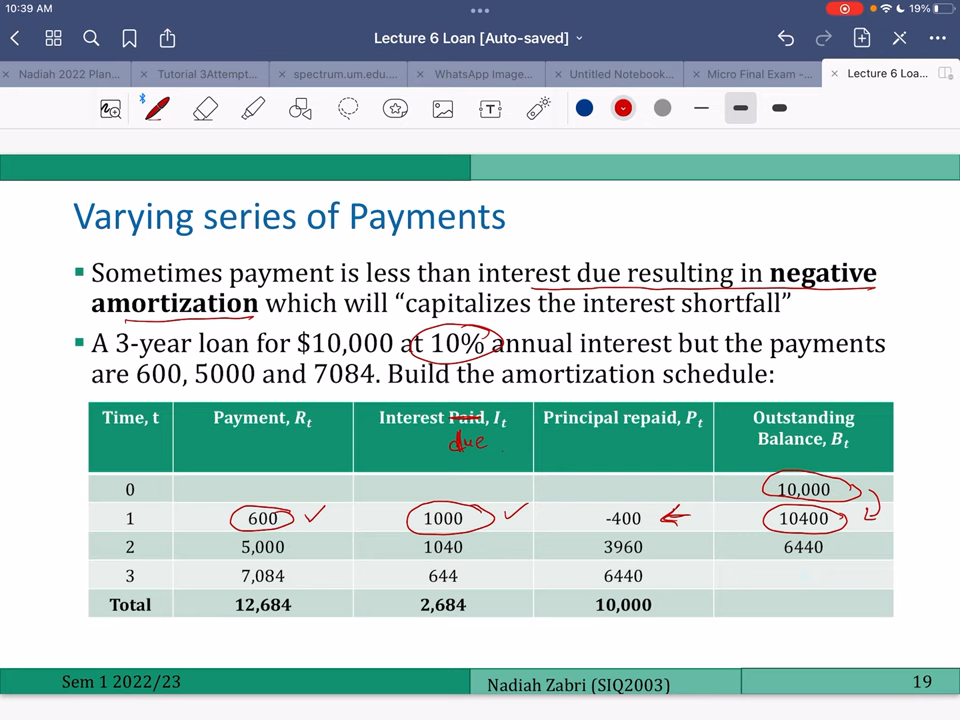 10:39 AM
19%
Lecture 6 Loan [Auto-saved]
Nadiah 2022 Plan...
Tutorial 3Attempt...
spectrum.um.edu....
WhatsApp Image...
Untitled Notebook...
Micro Final Exam -...
Lecture 6 Loa...
Varying series of Payments
Sometimes payment is less than interest due resulting in negative
amortization which will “capitalizes the interest shortfall”
A 3-year loan for $10,000 at 10% annual interest but the payments
are 600, 5000 and 7084. Build the amortization schedule:
Time, t Payment, Rt Interest Paid, It Principal repaid, Pt Outstanding
Balance, Bt
due
0 10,000
1 600 1000 -400 10400
2 5,000 1040 3960 6440
3 7,084 644 6440
Total 12,684 2,684 10,000
Sem 1 2022/23 Nadiah Zabri (SIQ2003) 19